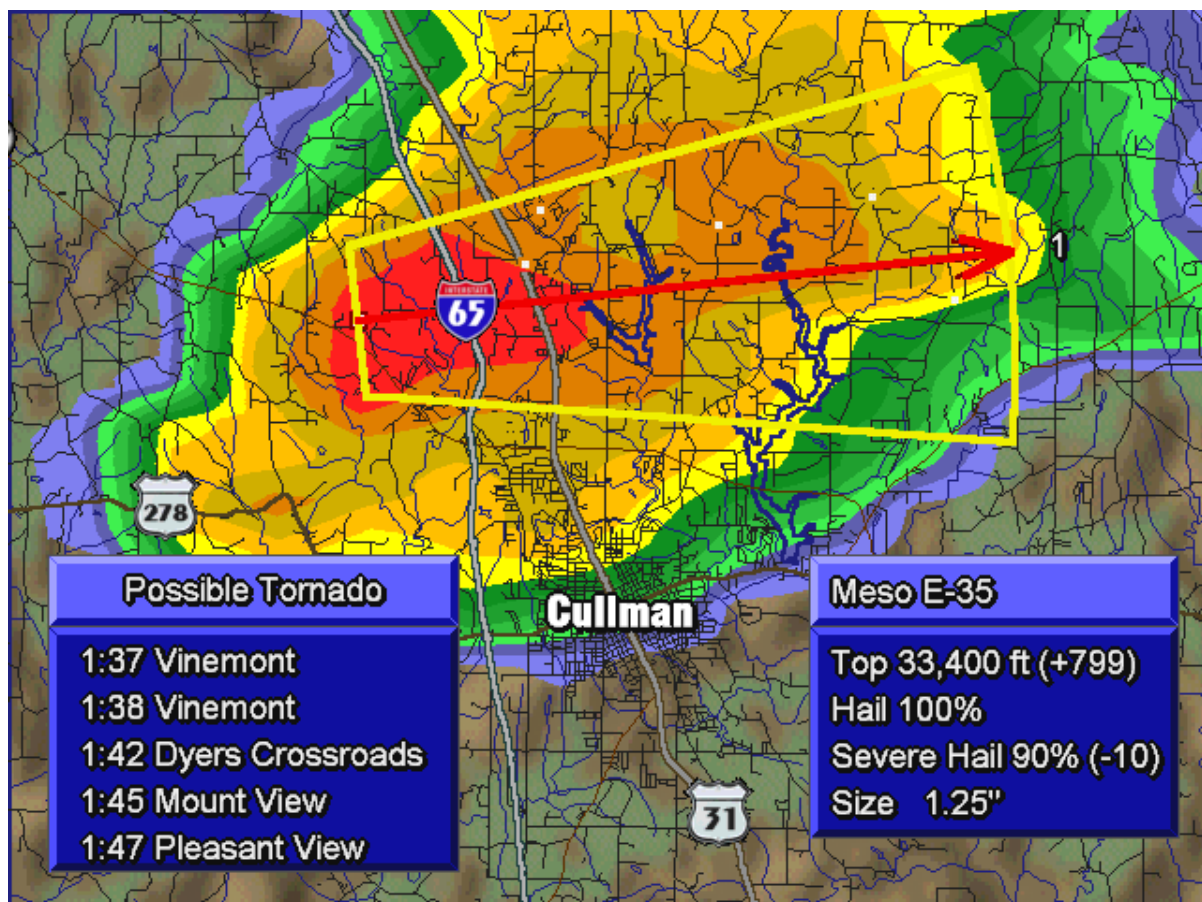 1
INTERSTATE
65
278
Cullman
31
Possible Tornado
1:37 Vinemont
1:38 Vinemont
1:42 Dyers Crossroads
1:45 Mount View
1:47 Pleasant View
Meso E-35
Top 33,400 ft (+799)
Hail 100%
Severe Hail 90% (-10)
Size 1.25"